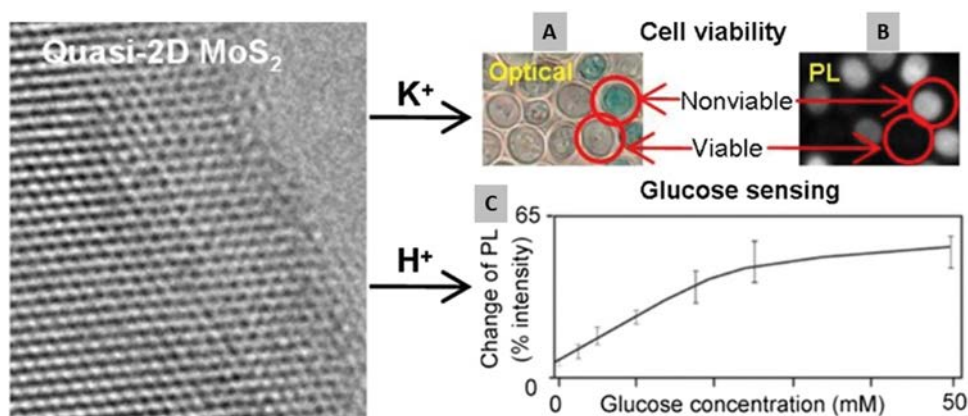 Quasi-2D MoS₂
K⁺
H⁺
A
Cell viability
B
Optical
PL
Nonviable
Viable
C
Glucose sensing
65
Change of PL
(% intensity)
0
0
Glucose concentration (mM)
50